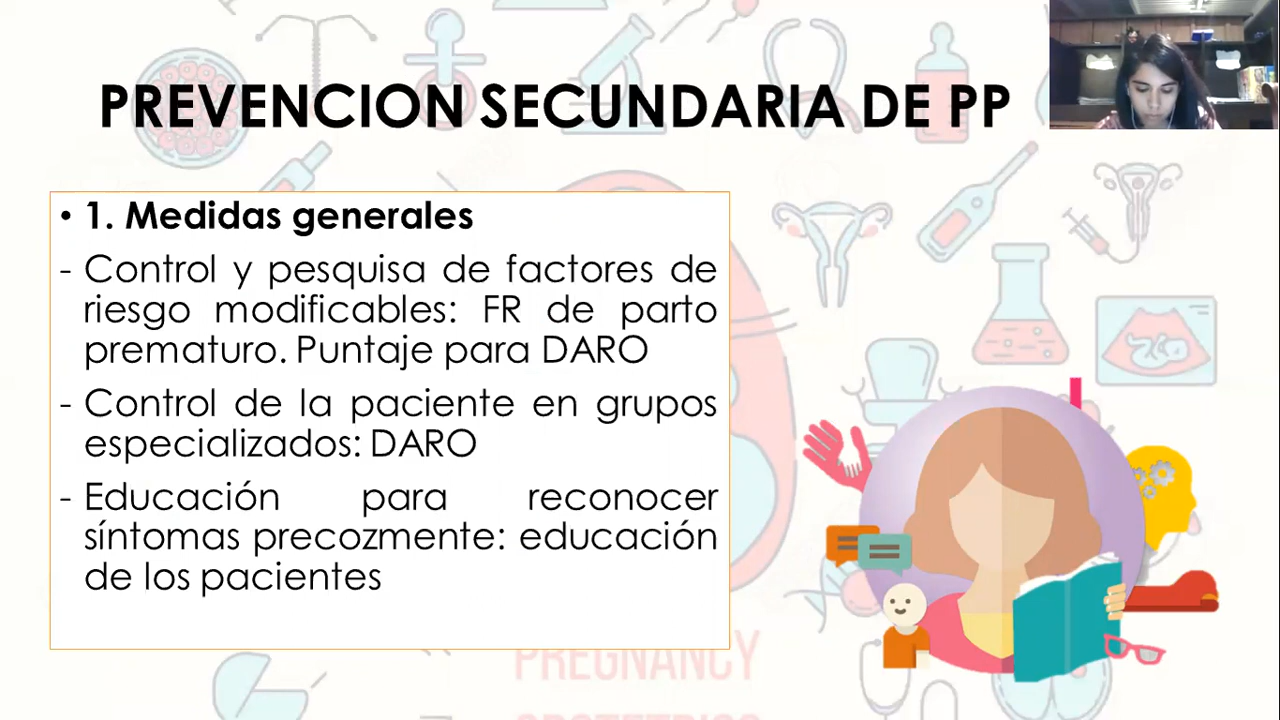 PREVENCION SECUNDARIA DE PP
• 1. Medidas generales
- Control y pesquisa de factores de
riesgo modificables: FR de parto
prematuro. Puntaje para DARO
- Control de la paciente en grupos
especializados: DARO
- Educación para reconocer
síntomas precozmente: educación
de los pacientes
PREGNANCY
OBSTETRICS